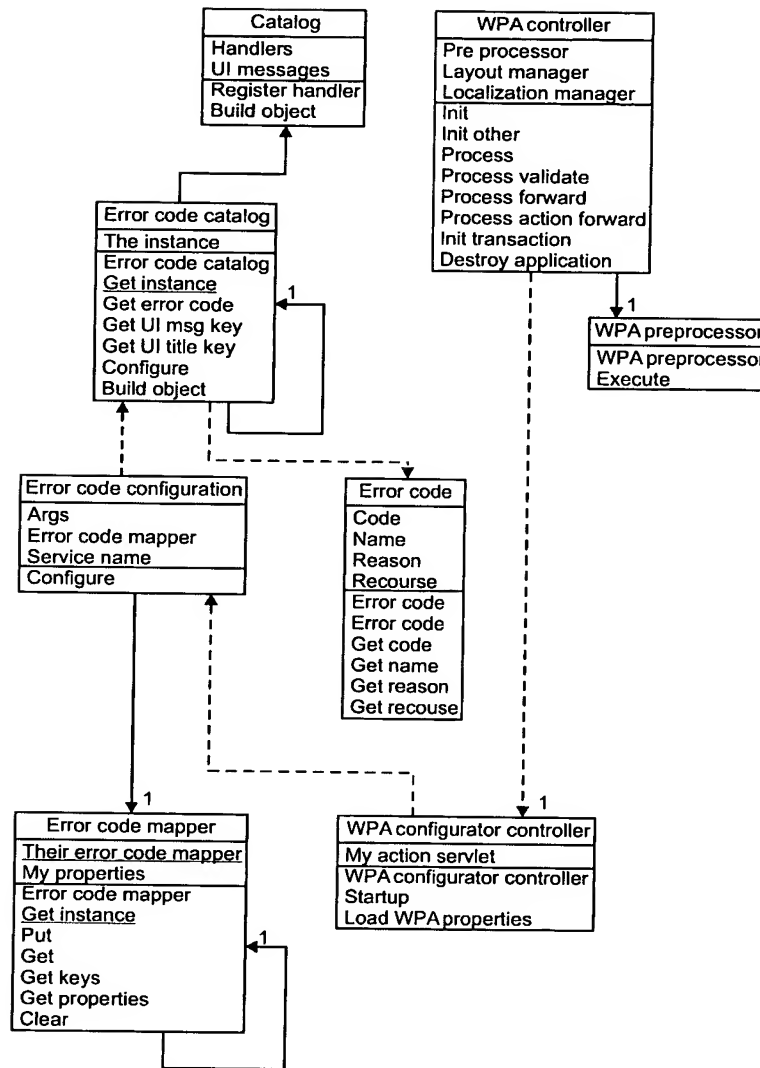 Catalog
Handlers
UI messages
Register handler
Build object
WPA controller
Pre processor
Layout manager
Localization manager
Init
Init other
Process
Process validate
Process forward
Process action forward
Init transaction
Destroy application
Error code catalog
The instance
Error code catalog
Get instance
Get error code
Get UI msg key
Get UI title key
Configure
Build object
1
1
WPA preprocessor
WPA preprocessor
Execute
Error code configuration
Args
Error code mapper
Service name
Configure
Error code
Code
Name
Reason
Recourse
Error code
Error code
Get code
Get name
Get reason
Get recouse
1
Error code mapper
Their error code mapper
My properties
Error code mapper
Get instance
Put
Get
Get keys
Get properties
Clear
1
1
WPA configurator controller
My action servlet
WPA configurator controller
Startup
Load WPA properties